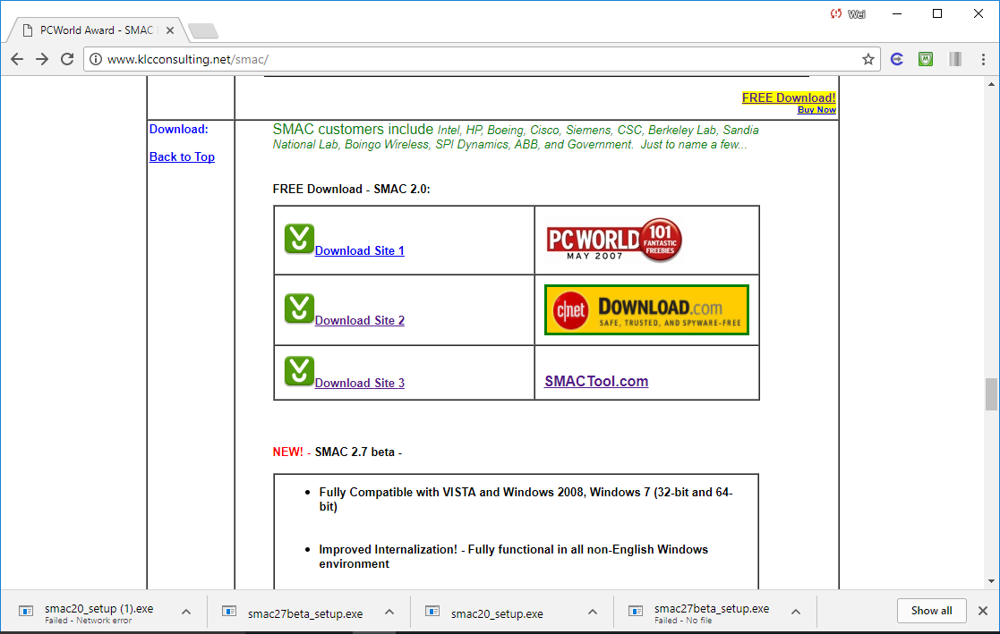 Wei
PCWorld Award - SMAC
www.klcconsulting.net/smac/
FREE Download!
Buy Now
Download:
Back to Top
SMAC customers include Intel, HP, Boeing, Cisco, Siemens, CSC, Berkeley Lab, Sandia
National Lab, Boingo Wireless, SPI Dynamics, ABB, and Government. Just to name a few...
FREE Download - SMAC 2.0:
Download Site 1
PC WORLD
MAY 2007
101
FANTASTIC
FREEBIES
Download Site 2
c|net
DOWNLOAD.com
SAFE, TRUSTED, AND SPYWARE-FREE
Download Site 3
SMACTool.com
NEW! - SMAC 2.7 beta -
• Fully Compatible with VISTA and Windows 2008, Windows 7 (32-bit and 64-
bit)
• Improved Internalization! - Fully functional in all non-English Windows
environment
smac20_setup (1).exe
Failed - Network error
smac27beta_setup.exe
smac20_setup.exe
smac27beta_setup.exe
Failed - No file
Show all